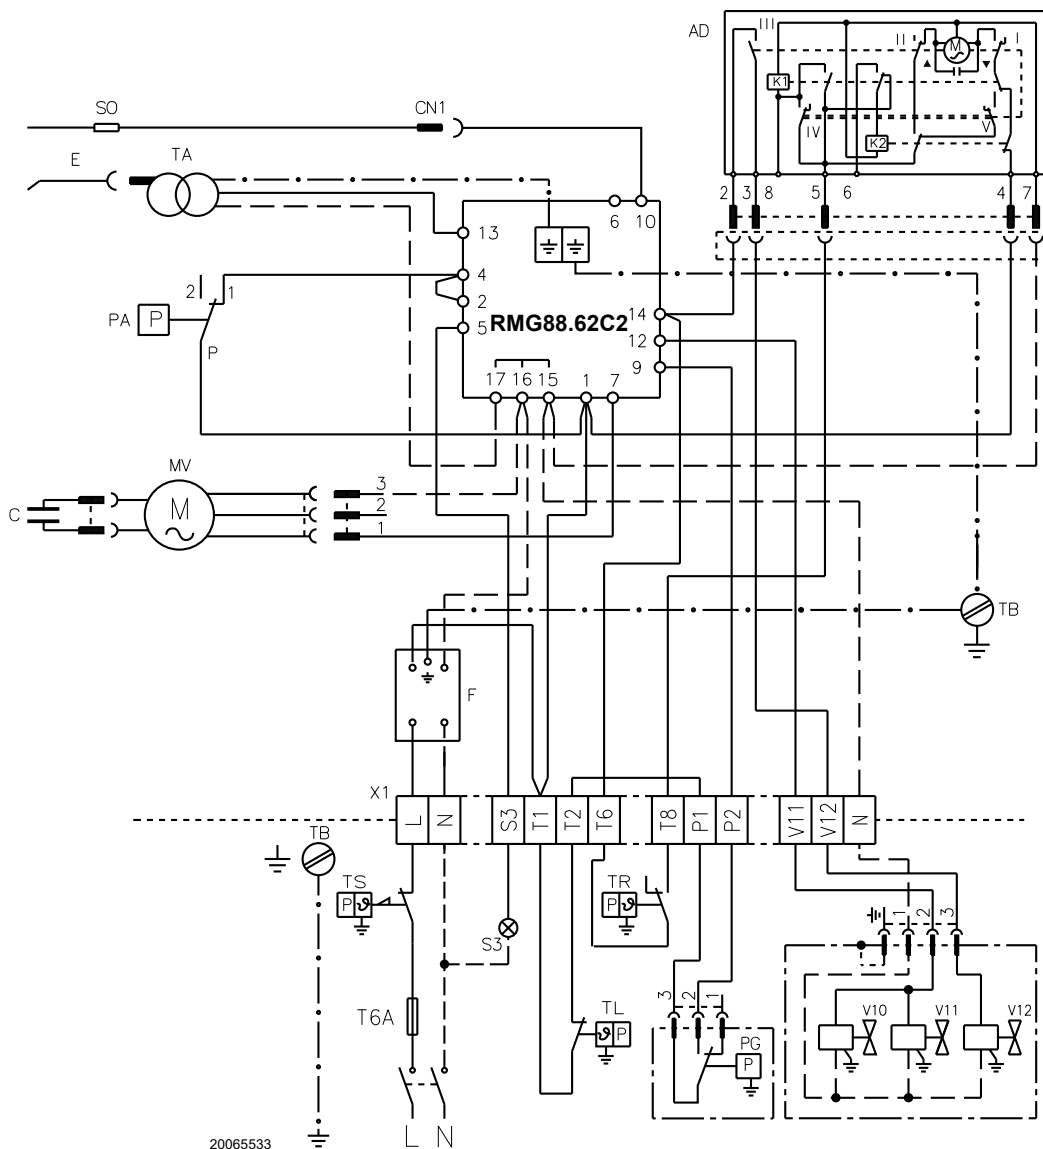 AD
III
II
M
I
K1
IV
V
K2
2 3 8 5 6 4 7
SO
CN1
E
TA
6 10
13
4
2
5
RMG88.62C2
14
12
9
17 16 15 1 7
2 1
PA
P
P
MV
M
C
3
2
1
TB
F
X1
L N S3 T1 T2 T6 T8 P1 P2 V11 V12 N
TB
TS
P ϑ
S3
T6A
TR
P ϑ
TL
ϑ P
3 2 1
PG
P
1 2 3
V10
V11
V12
L N
20065533